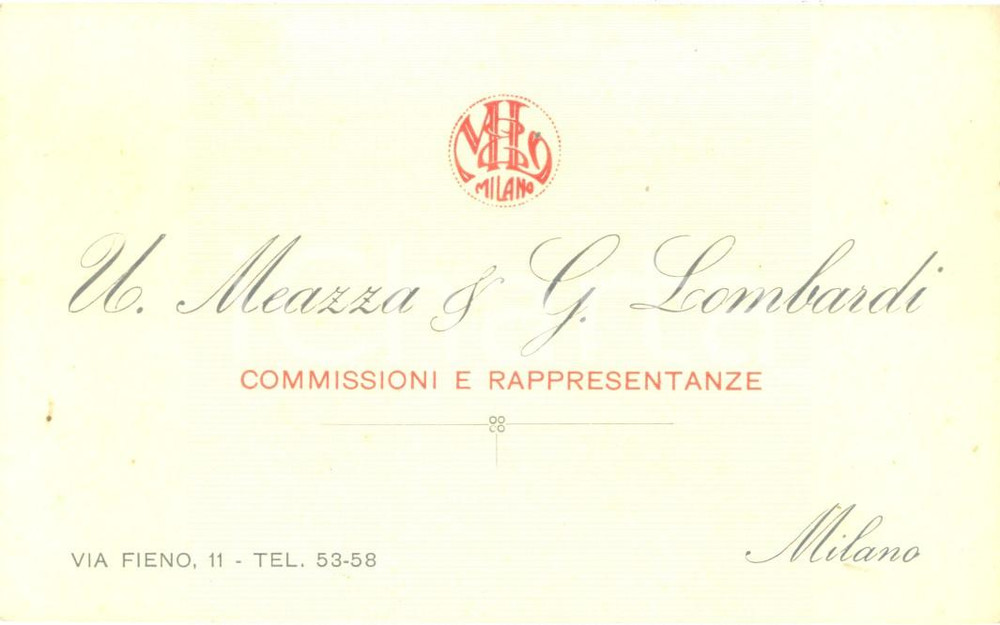 MILANO
U. Meazza & G. Lombardi
COMMISSIONI E RAPPRESENTANZE
VIA FIENO, 11 - TEL. 53-58
Milano